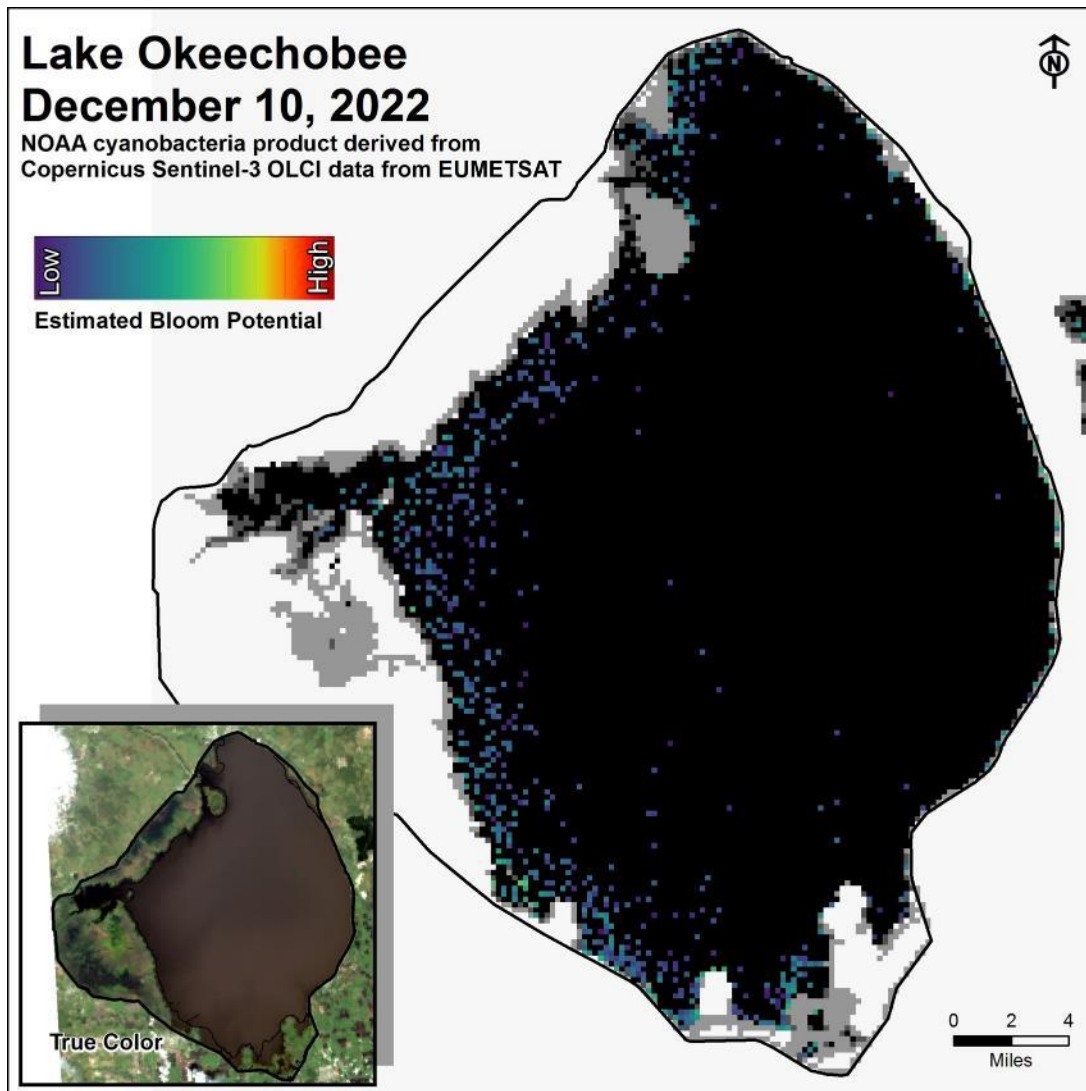 Lake Okeechobee
December 10, 2022
NOAA cyanobacteria product derived from
Copernicus Sentinel-3 OLCI data from EUMETSAT
N
Low
High
Estimated Bloom Potential
True Color
0 2 4
Miles